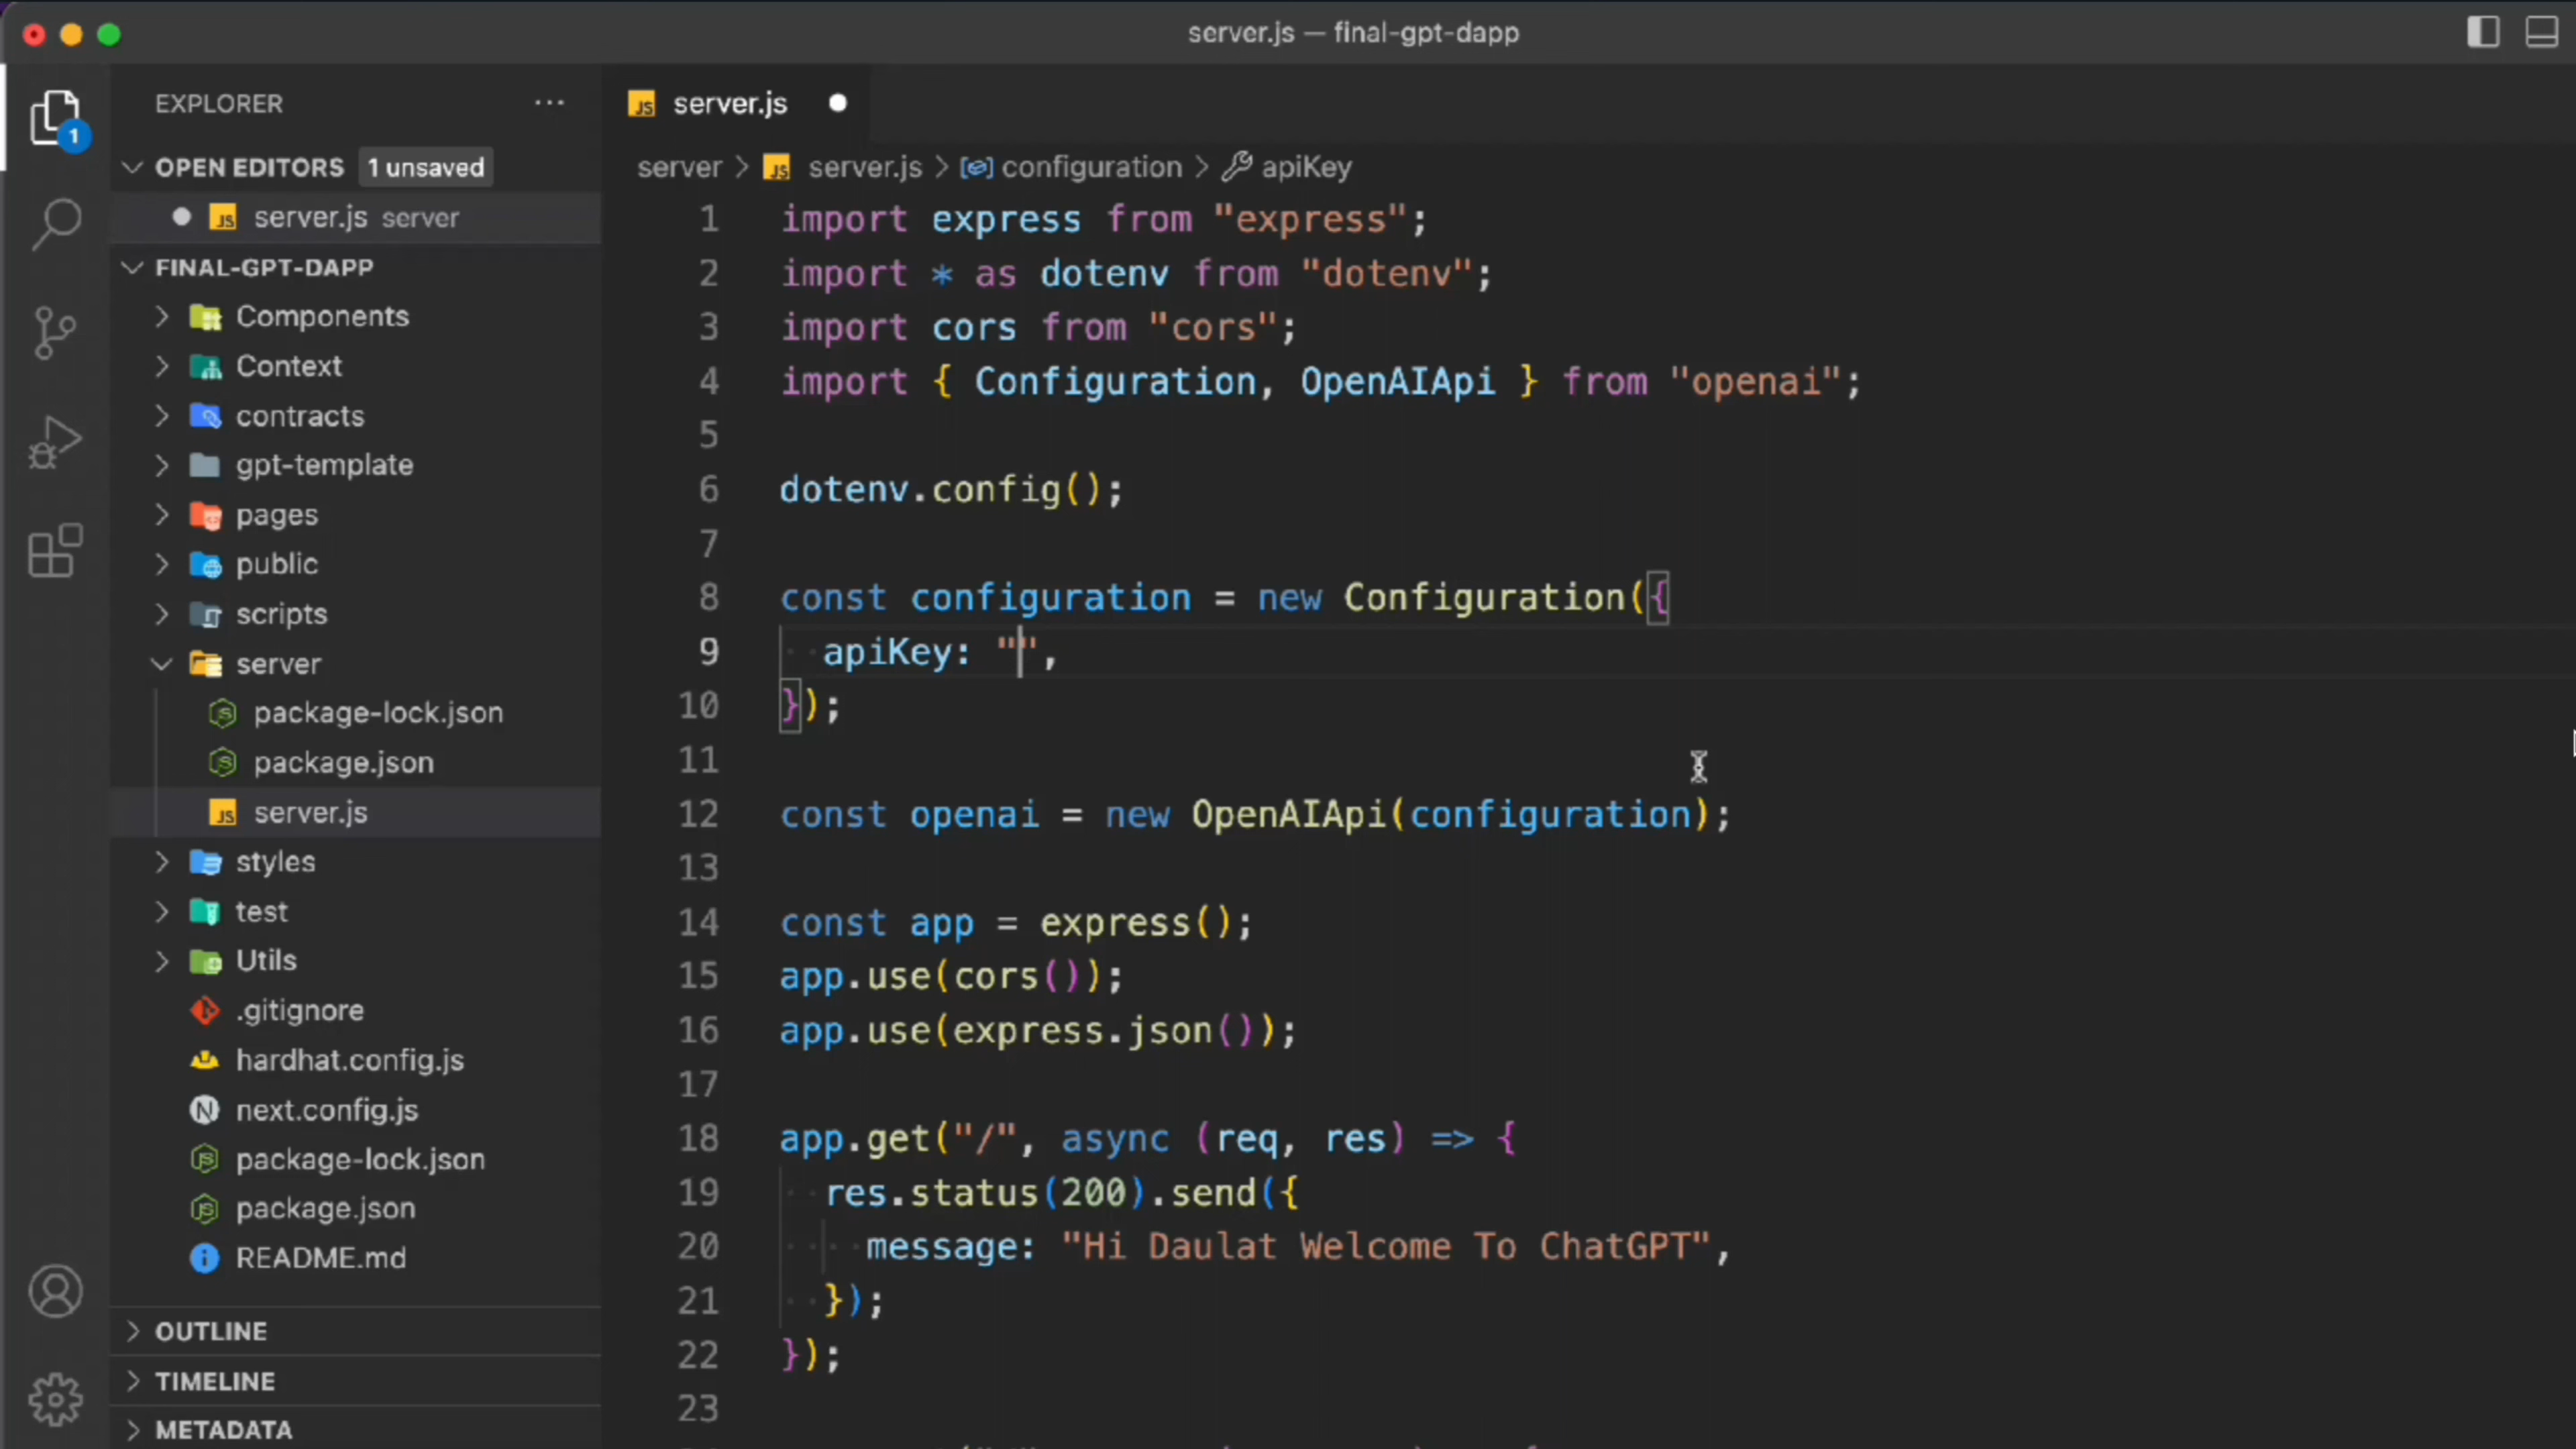 server.js — final-gpt-dapp
EXPLORER
OPEN EDITORS 1 unsaved
server.js server
FINAL-GPT-DAPP
Components
Context
contracts
gpt-template
pages
public
scripts
server
package-lock.json
package.json
server.js
styles
test
Utils
.gitignore
hardhat.config.js
next.config.js
package-lock.json
package.json
README.md
OUTLINE
TIMELINE
METADATA
1
server.js
server > server.js > configuration > apiKey
1 import express from "express";
2 import * as dotenv from "dotenv";
3 import cors from "cors";
4 import { Configuration, OpenAIApi } from "openai";
5
6 dotenv.config();
7
8 const configuration = new Configuration({
9 apiKey: "",
10 });
11
12 const openai = new OpenAIApi(configuration);
13
14 const app = express();
15 app.use(cors());
16 app.use(express.json());
17
18 app.get("/", async (req, res) => {
19 res.status(200).send({
20 message: "Hi Daulat Welcome To ChatGPT",
21 });
22 });
23